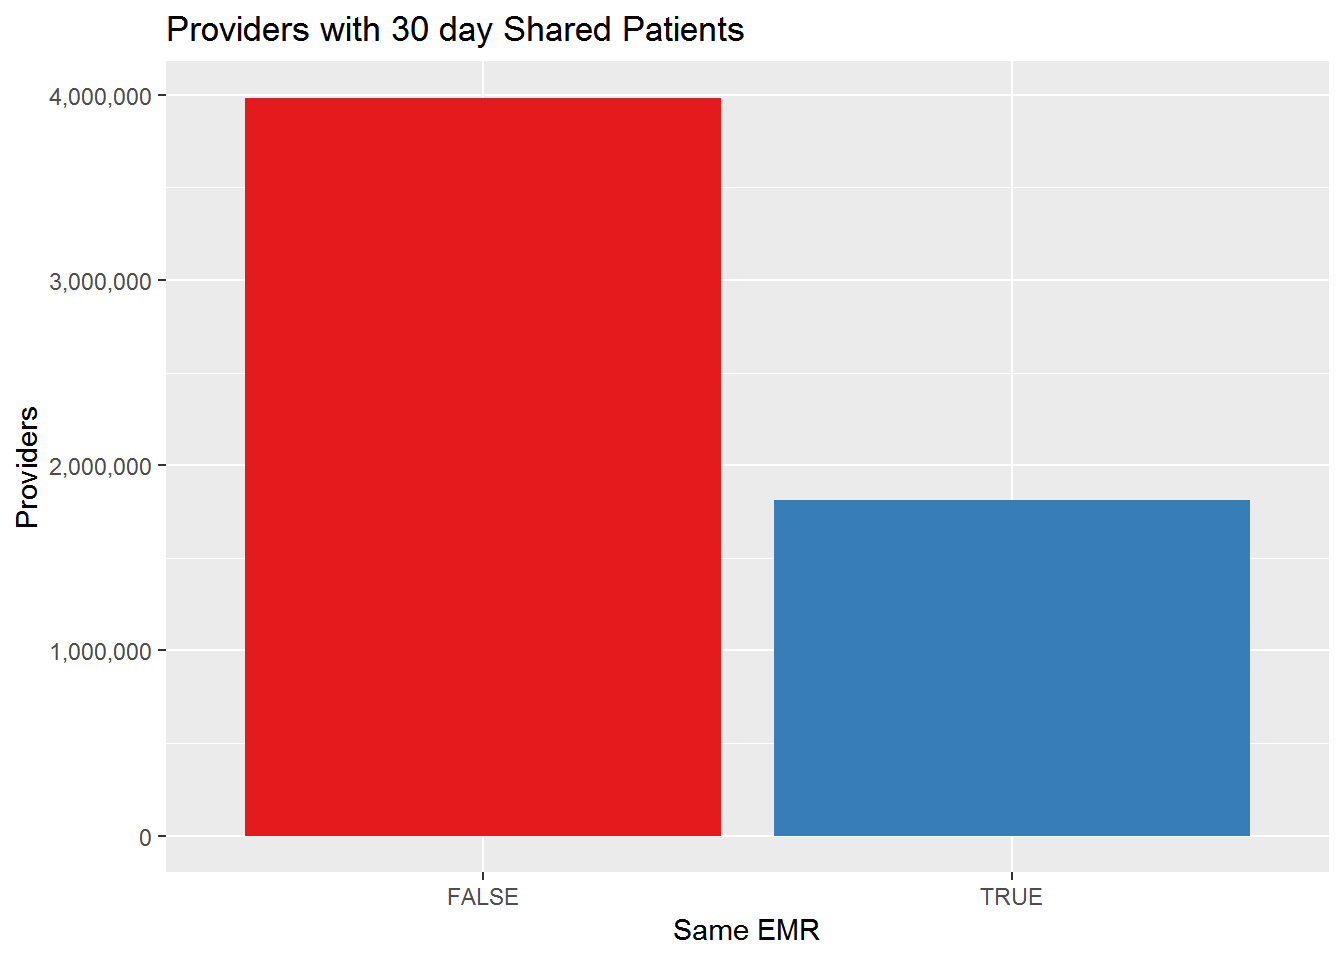 Providers with 30 day Shared Patients
4,000,000
3,000,000
2,000,000
1,000,000
0
Providers
FALSE
TRUE
Same EMR